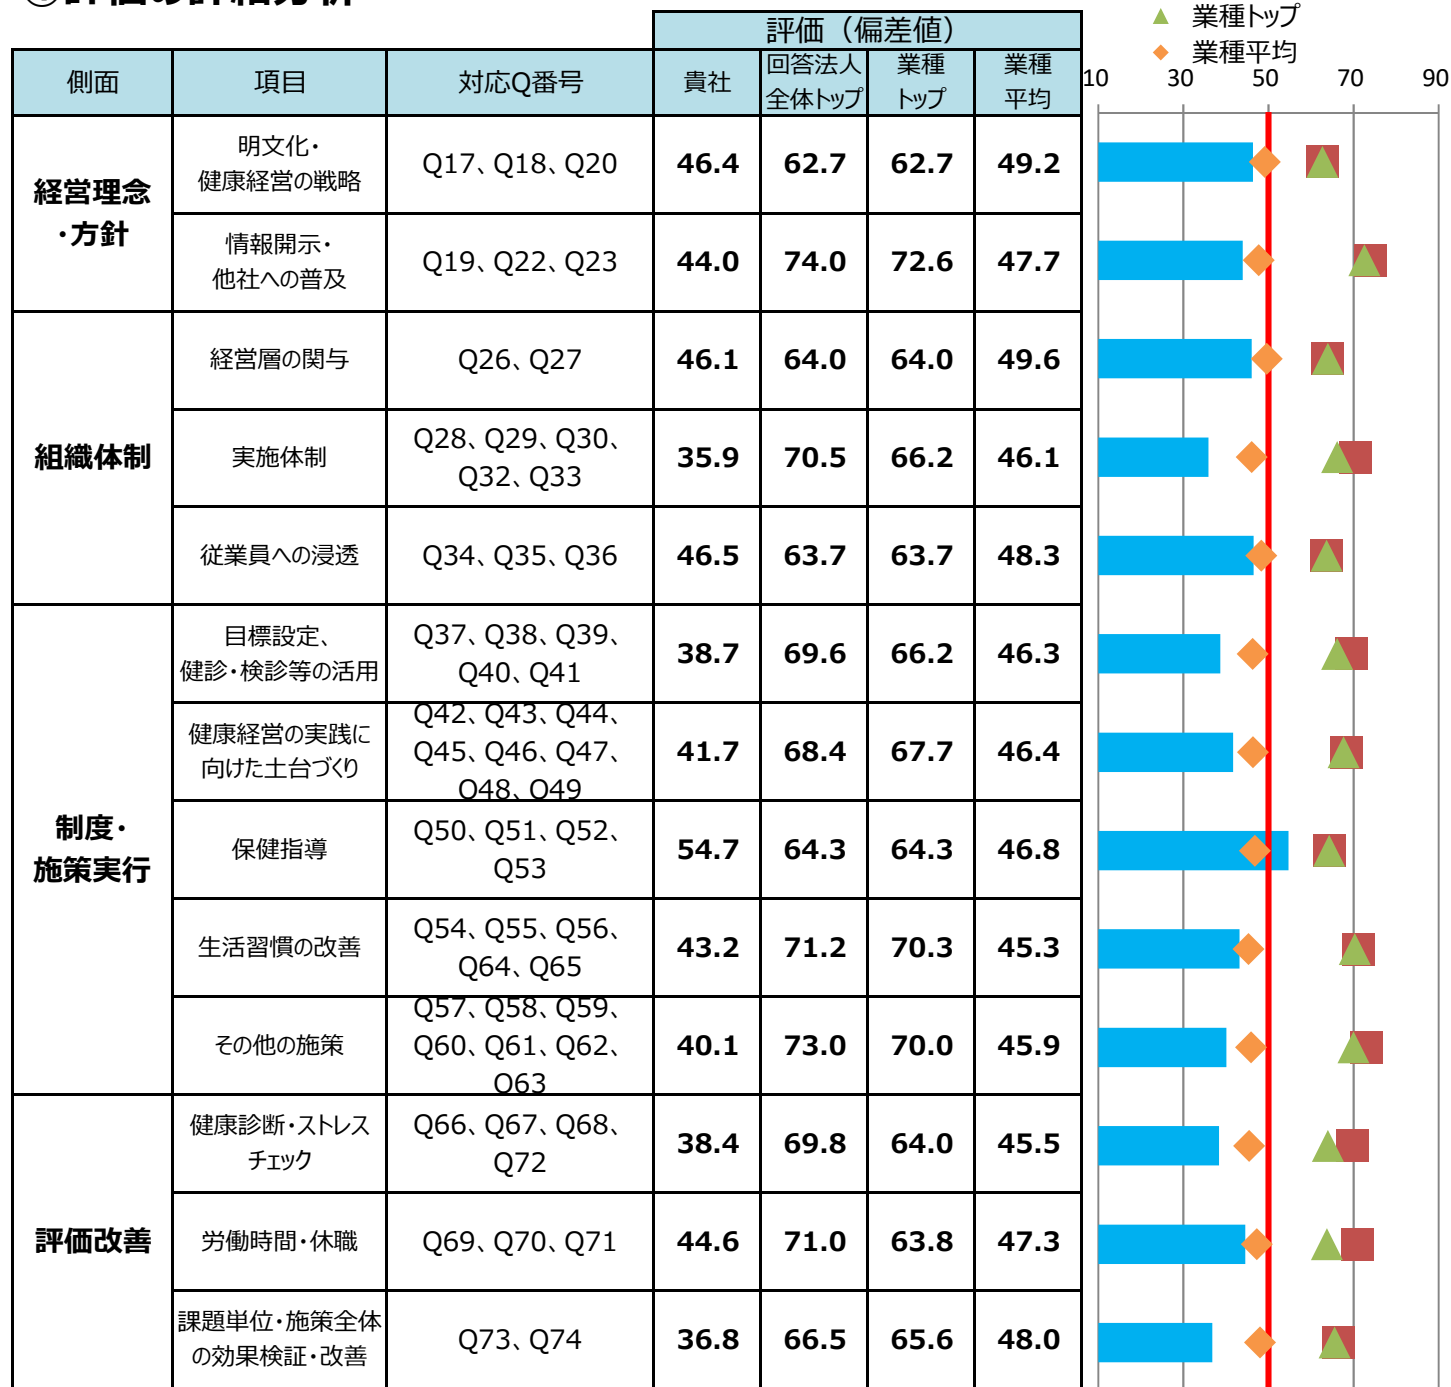 評価（偏差値）
▲ 業種トップ
◆ 業種平均
側面 項目 対応Q番号 貴社 回答法人 全体トップ 業種 トップ 業種 平均
10 30 50 70 90
経営理念
・方針
明文化・
健康経営の戦略
Q17、Q18、Q20 46.4 62.7 62.7 49.2
情報開示・
他社への普及
Q19、Q22、Q23 44.0 74.0 72.6 47.7
組織体制
経営層の関与 Q26、Q27 46.1 64.0 64.0 49.6
実施体制
Q28、Q29、Q30、
Q32、Q33
35.9 70.5 66.2 46.1
従業員への浸透 Q34、Q35、Q36 46.5 63.7 63.7 48.3
制度・
施策実行
目標設定、
健診・検診等の活用
Q37、Q38、Q39、
Q40、Q41
38.7 69.6 66.2 46.3
健康経営の実践に
向けた土台づくり
Q42、Q43、Q44、
Q45、Q46、Q47、
Q48、Q49
41.7 68.4 67.7 46.4
保健指導
Q50、Q51、Q52、
Q53
54.7 64.3 64.3 46.8
生活習慣の改善
Q54、Q55、Q56、
Q64、Q65
43.2 71.2 70.3 45.3
その他の施策
Q57、Q58、Q59、
Q60、Q61、Q62、
Q63
40.1 73.0 70.0 45.9
評価改善
健康診断・ストレス
チェック
Q66、Q67、Q68、
Q72
38.4 69.8 64.0 45.5
労働時間・休職 Q69、Q70、Q71 44.6 71.0 63.8 47.3
課題単位・施策全体
の効果検証・改善
Q73、Q74 36.8 66.5 65.6 48.0